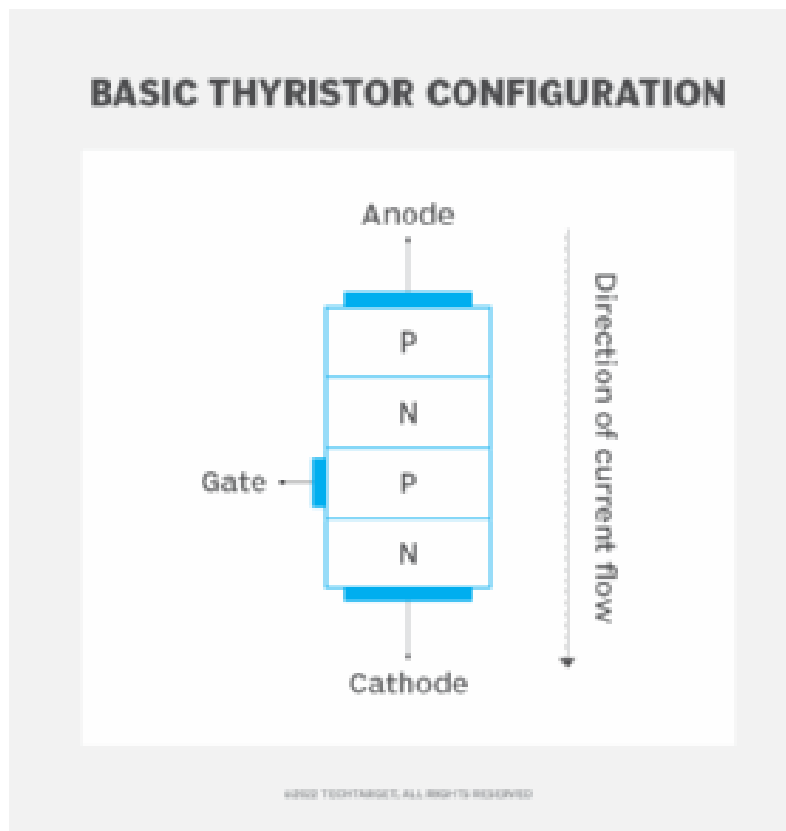 BASIC THYRISTOR CONFIGURATION
Anode
P
N
Gate
P
N
Cathode
Direction of current flow
©2022 TECHTARGET, ALL RIGHTS RESERVED